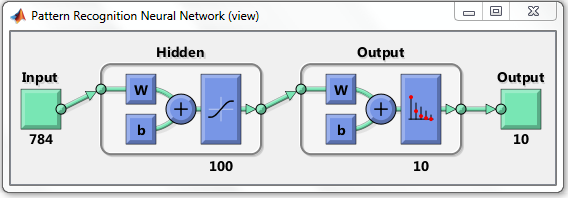 Pattern Recognition Neural Network (view)
Hidden
Output
Input
Output
W
W
b
b
784
100
10
10